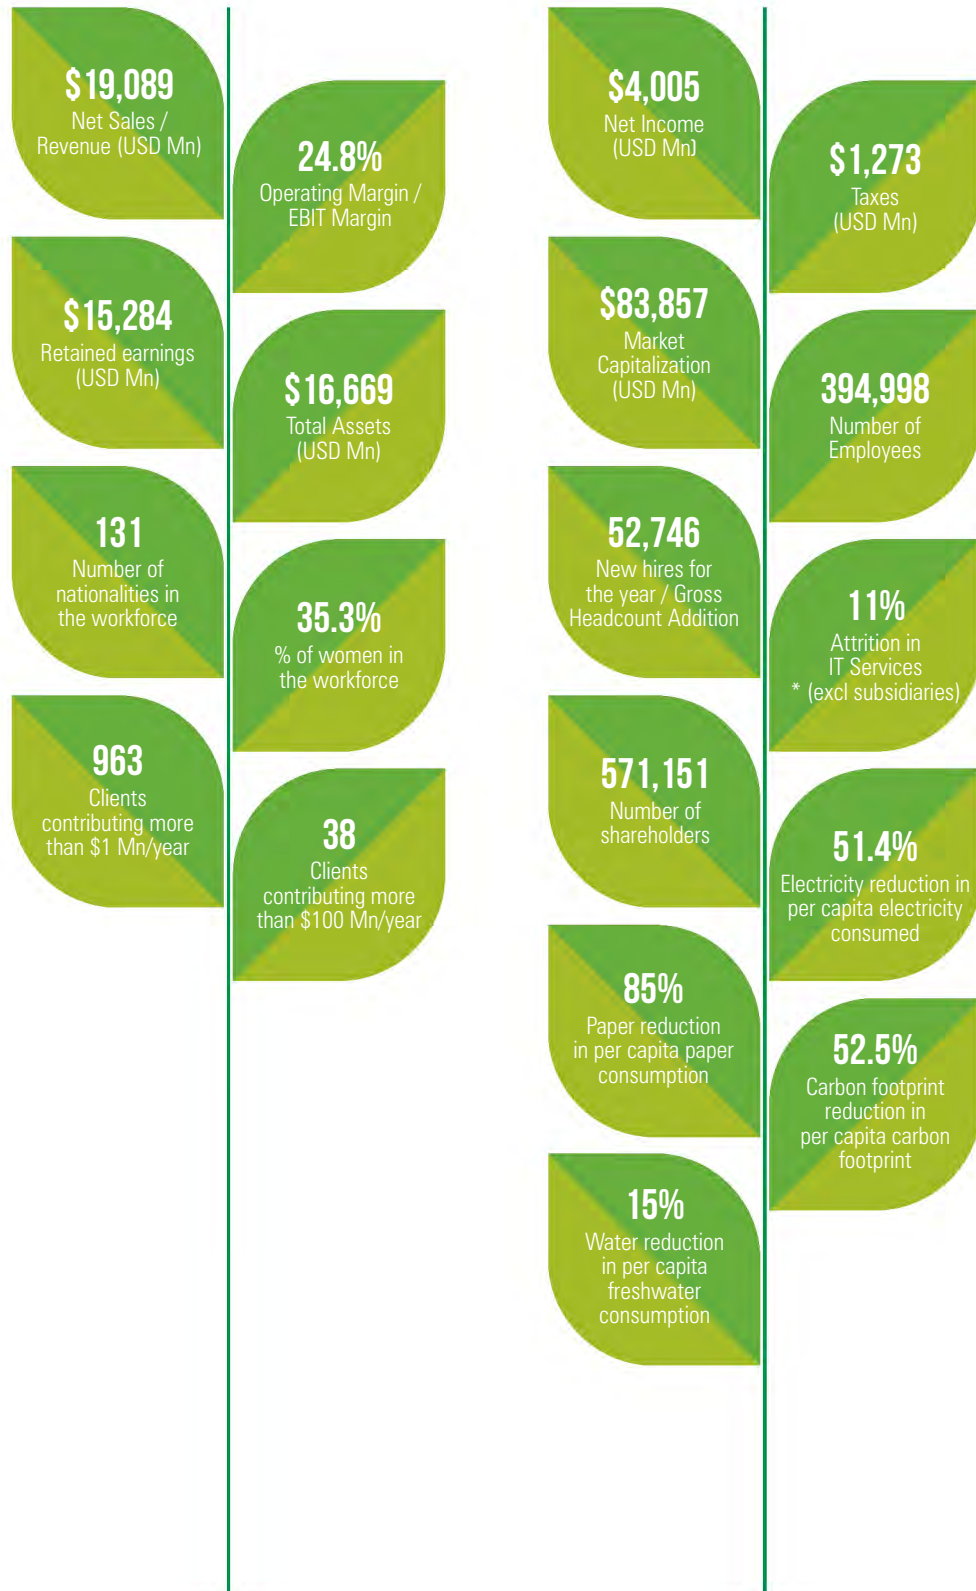 $19,089
Net Sales /
Revenue (USD Mn)
24.8%
Operating Margin /
EBIT Margin
$15,284
Retained earnings
(USD Mn)
$16,669
Total Assets
(USD Mn)
131
Number of
nationalities in
the workforce
35.3%
% of women in
the workforce
963
Clients
contributing more
than $1 Mn/year
38
Clients
contributing more
than $100 Mn/year
$4,005
Net Income
(USD Mn)
$1,273
Taxes
(USD Mn)
$83,857
Market
Capitalization
(USD Mn)
394,998
Number of
Employees
52,746
New hires for
the year / Gross
Headcount Addition
11%
Attrition in
IT Services
* (excl subsidiaries)
571,151
Number of
shareholders
51.4%
Electricity reduction in
per capita electricity
consumed
85%
Paper reduction
in per capita paper
consumption
52.5%
Carbon footprint
reduction in
per capita carbon
footprint
15%
Water reduction
in per capita
freshwater
consumption